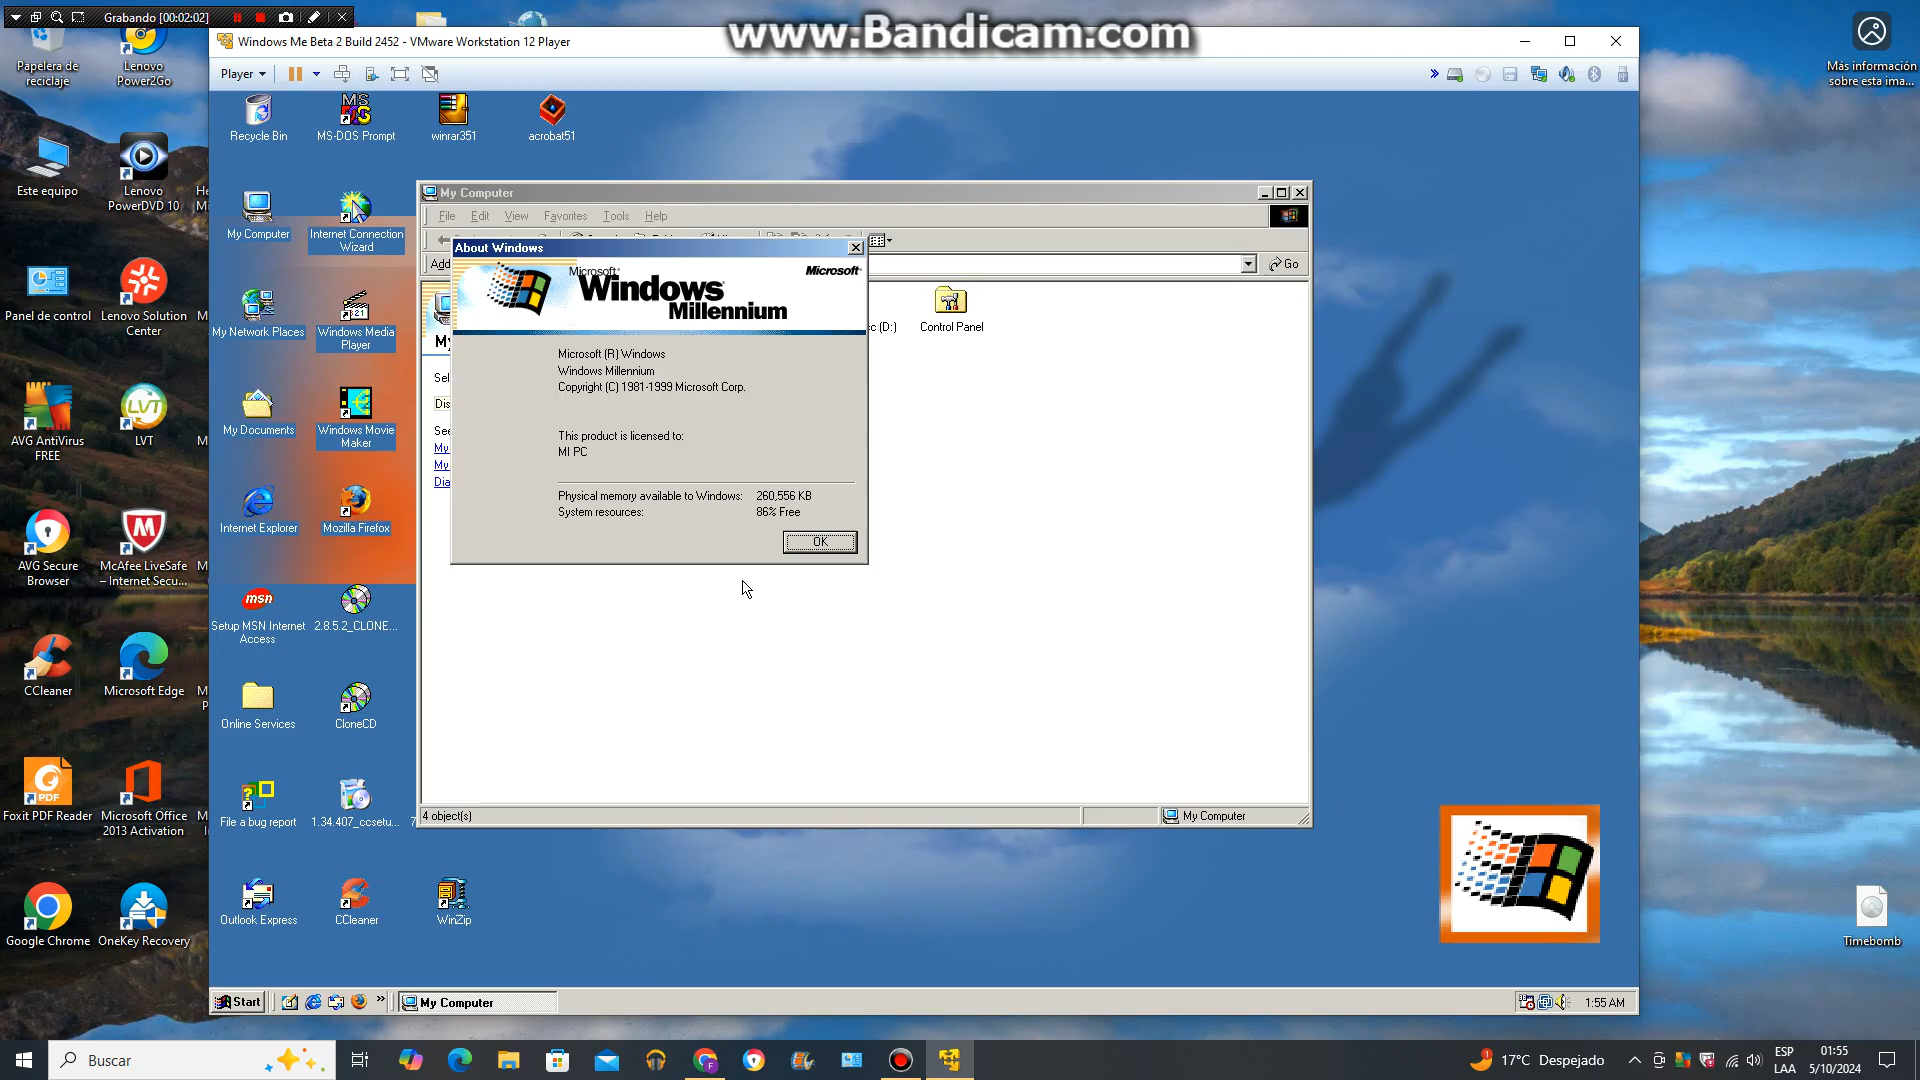 Grabando [00:02:02]
www.Bandicam.com
Windows Me Beta 2 Build 2452 - VMware Workstation 12 Player
Player
Papelera de
reciclaje
Lenovo
Power2Go
Este equipo
Lenovo
PowerDVD 10
Panel de control
Lenovo Solution
Center
AVG AntiVirus
FREE
LVT
AVG Secure
Browser
McAfee LiveSafe
– Internet Secu...
CCleaner
Microsoft Edge
Foxit PDF Reader
Microsoft Office
2013 Activation
Google Chrome
OneKey Recovery
Más información
sobre esta ima...
Timebomb
Recycle Bin
MS-DOS Prompt
winrar351
acrobat51
My Computer
Internet Connection
Wizard
My Network Places
Windows Media
Player
My Documents
Windows Movie
Maker
Internet Explorer
Mozilla Firefox
msn
Setup MSN Internet
Access
2.8.5.2_CLONE...
Online Services
CloneCD
File a bug report
1.34.407_ccsetu...
Outlook Express
CCleaner
WinZip
My Computer
File Edit View Favorites Tools Help
Go
(D:)
Control Panel
4 object(s)
My Computer
About Windows
Microsoft
Microsoft
Windows
Millennium
Microsoft (R) Windows
Windows Millennium
Copyright (C) 1981-1999 Microsoft Corp.
This product is licensed to:
MI PC
Physical memory available to Windows: 260,556 KB
System resources: 86% Free
OK
Start
My Computer
1:55 AM
Buscar
17°C Despejado
ESP
LAA
01:55
5/10/2024